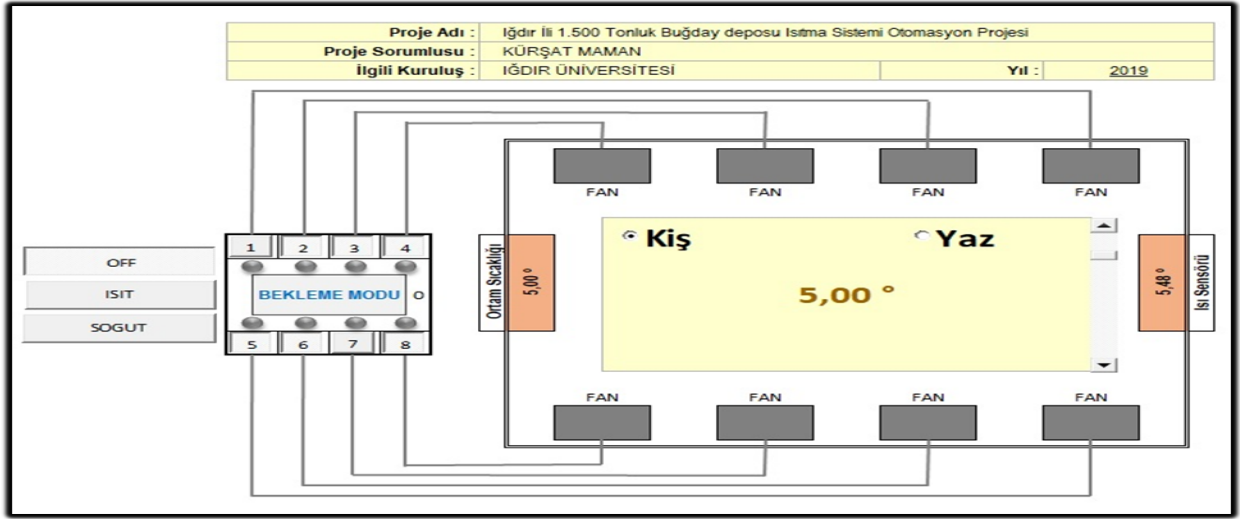 Proje Adı : Iğdır İli 1.500 Tonluk Buğday deposu Isıtma Sistemi Otomasyon Projesi
Proje Sorumlusu : KÜRŞAT MAMAN
İlgili Kuruluş : IĞDIR ÜNİVERSİTESİ Yıl : 2019
FAN FAN FAN FAN
OFF
ISIT
SOGUT
1 2 3 4
BEKLEME MODU 0
5 6 7 8
Ortam Sıcaklığı
5,00 °
Kiş Yaz
5,00 °
5,48 °
Isı Sensörü
FAN FAN FAN FAN